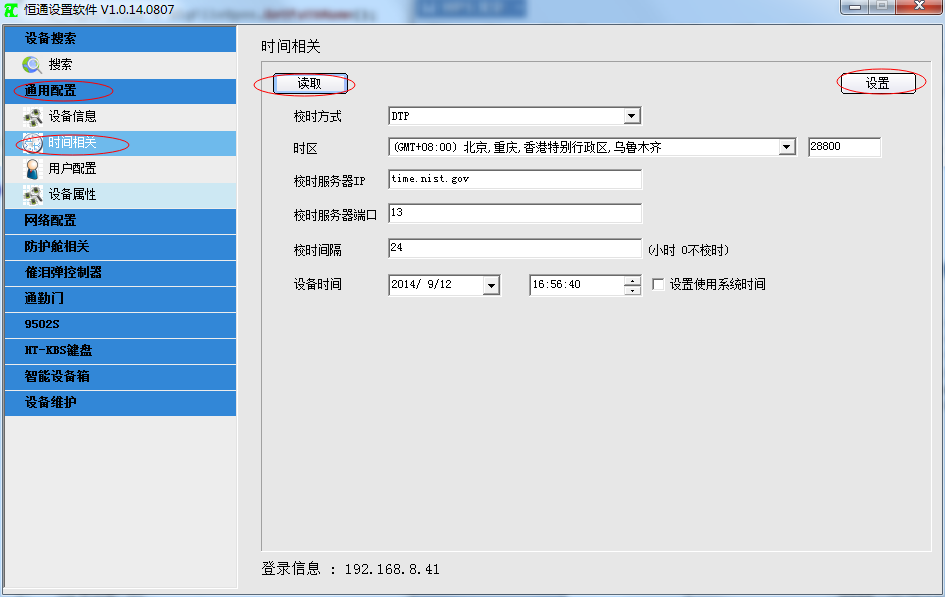 恒通设置软件 V1.0.14.0807
设备搜索
搜索
通用配置
设备信息
时间相关
用户配置
设备属性
网络配置
防护舱相关
催泪弹控制器
通勤门
9502S
HT-KBS键盘
智能设备箱
设备维护
时间相关
读取 设置
校时方式 DTP
时区 (GMT+08:00) 北京,重庆,香港特别行政区,乌鲁木齐 28800
校时服务器IP time.nist.gov
校时服务器端口 13
校时间隔 24 (小时 0不校时)
设备时间 2014/ 9/12 16:56:40 设置使用系统时间
登录信息 : 192.168.8.41